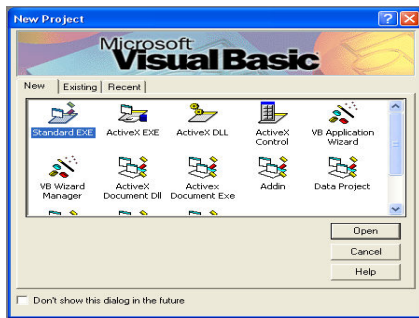 New Project
Microsoft
Visual Basic
New Existing Recent
Standard EXE ActiveX EXE ActiveX DLL ActiveX Control VB Application Wizard
VB Wizard Manager ActiveX Document Dll Activex Document Exe Addin Data Project
Open
Cancel
Help
Don't show this dialog in the future